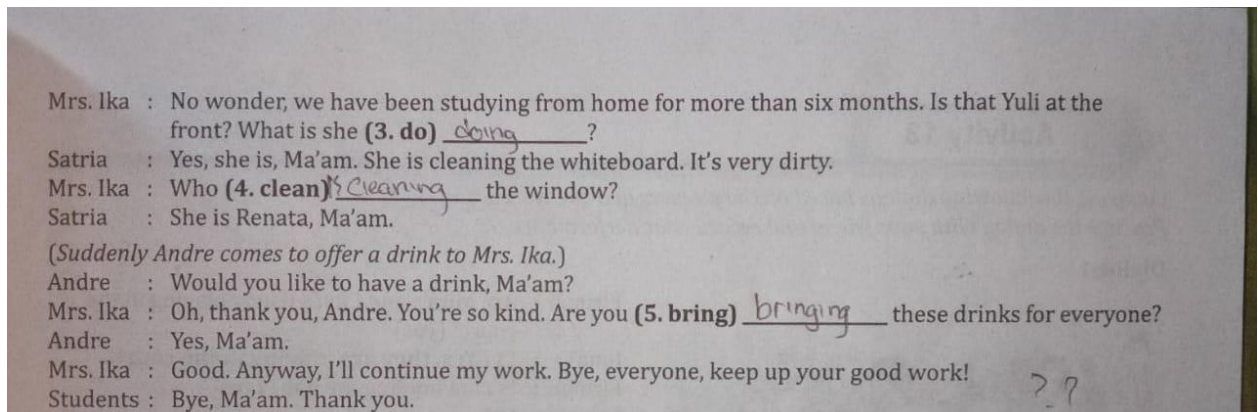 Mrs. Ika : No wonder, we have been studying from home for more than six months. Is that Yuli at the
front? What is she (3. do) doing ?
Satria : Yes, she is, Ma'am. She is cleaning the whiteboard. It's very dirty.
Mrs. Ika : Who (4. clean) is cleaning the window?
Satria : She is Renata, Ma'am.
(Suddenly Andre comes to offer a drink to Mrs. Ika.)
Andre : Would you like to have a drink, Ma'am?
Mrs. Ika : Oh, thank you, Andre. You're so kind. Are you (5. bring) bringing these drinks for everyone?
Andre : Yes, Ma'am.
Mrs. Ika : Good. Anyway, I'll continue my work. Bye, everyone, keep up your good work!
? ?
Students : Bye, Ma'am. Thank you.